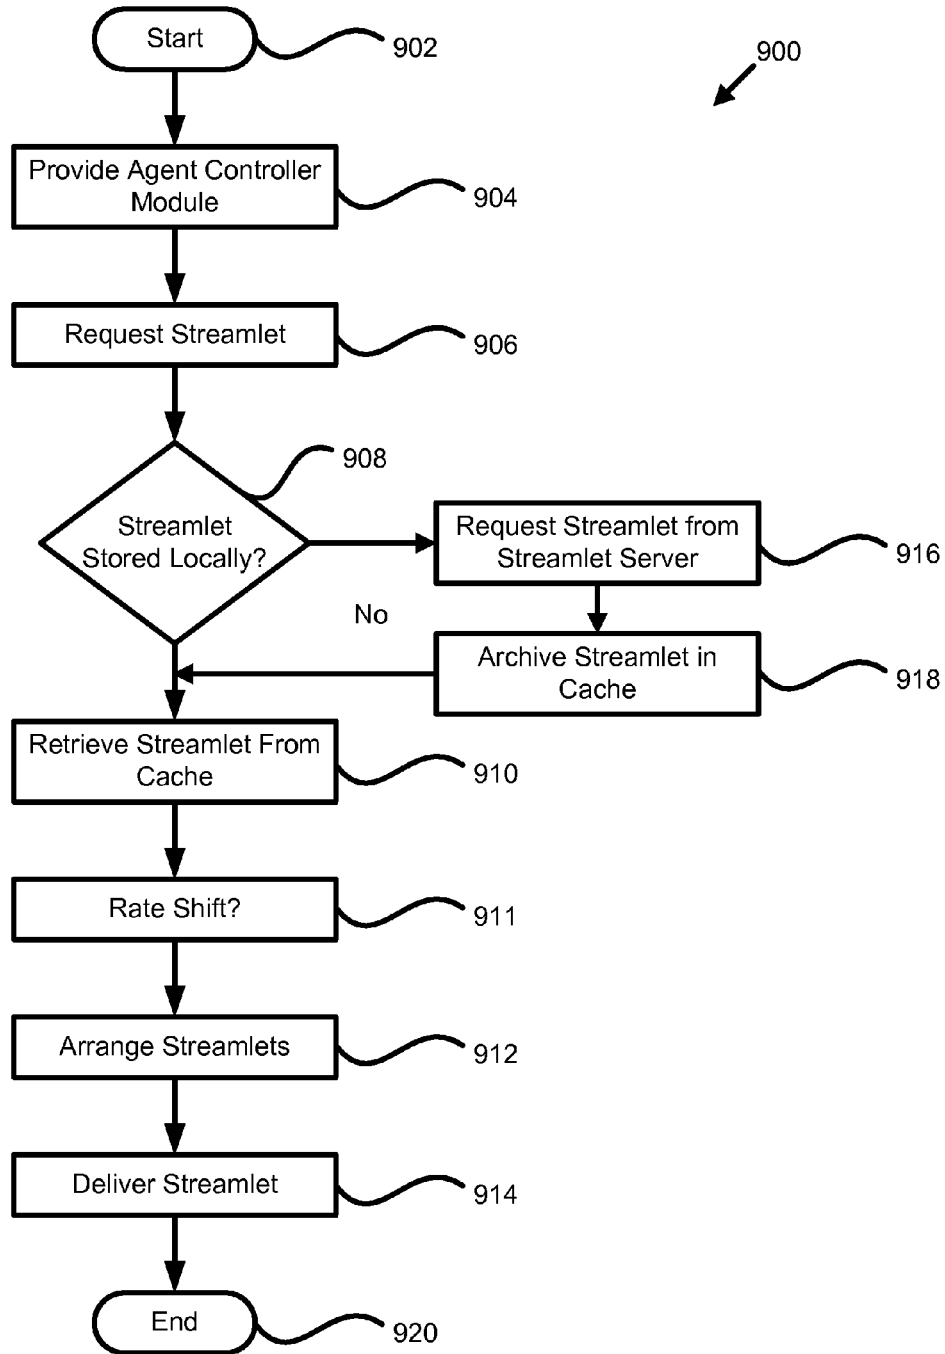 Start
902
900
Provide Agent Controller
Module
904
Request Streamlet
906
908
Streamlet
Stored Locally?
Request Streamlet from
Streamlet Server
916
No
Archive Streamlet in
Cache
918
Retrieve Streamlet From
Cache
910
Rate Shift?
911
Arrange Streamlets
912
Deliver Streamlet
914
End
920